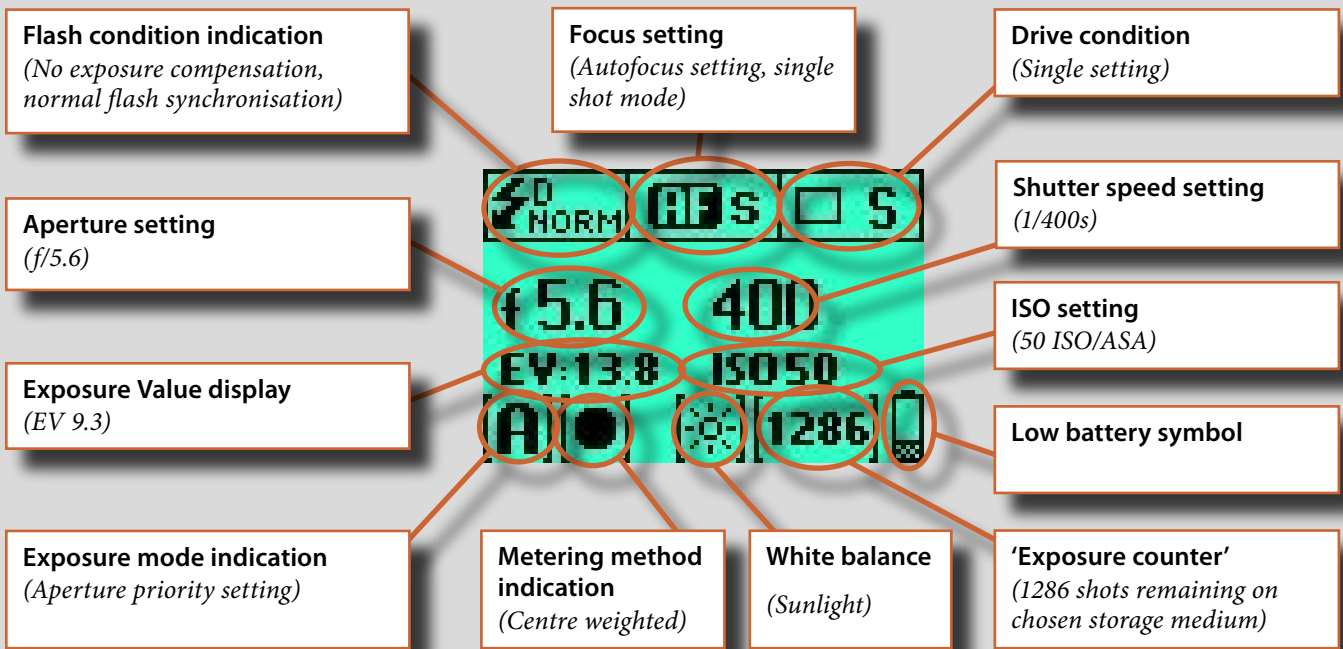 Flash condition indication
(No exposure compensation,
normal flash synchronisation)
Focus setting
(Autofocus setting, single
shot mode)
Drive condition
(Single setting)
Aperture setting
(f/5.6)
Shutter speed setting
(1/400s)
D
NORM
AF S
S
f 5.6
400
EV:13.8
ISO 50
[A]
[1286]
Exposure Value display
(EV 9.3)
ISO setting
(50 ISO/ASA)
Low battery symbol
Exposure mode indication
(Aperture priority setting)
Metering method
indication
(Centre weighted)
White balance
(Sunlight)
‘Exposure counter’
(1286 shots remaining on
chosen storage medium)